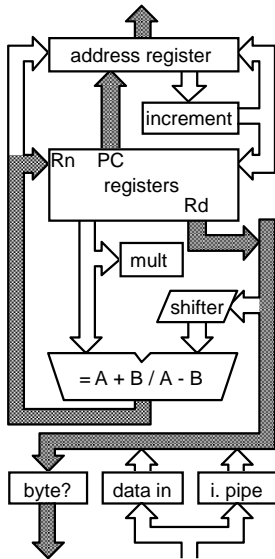 address register
increment
Rn PC
registers
Rd
mult
shifter
= A + B / A - B
byte? data in i. pipe